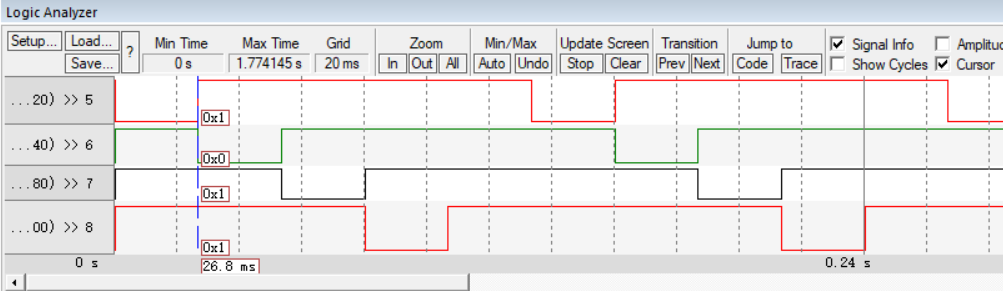 Logic Analyzer
Setup... Load... ? Min Time Max Time Grid Zoom Min/Max Update Screen Transition Jump to Signal Info Amplituc
Save... 0 s 1.774145 s 20 ms In Out All Auto Undo Stop Clear Prev Next Code Trace Show Cycles Cursor
...20) >> 5
0x1
...40) >> 6
0x0
...80) >> 7
0x1
...00) >> 8
0x1
0 s 26.8 ms 0.24 s